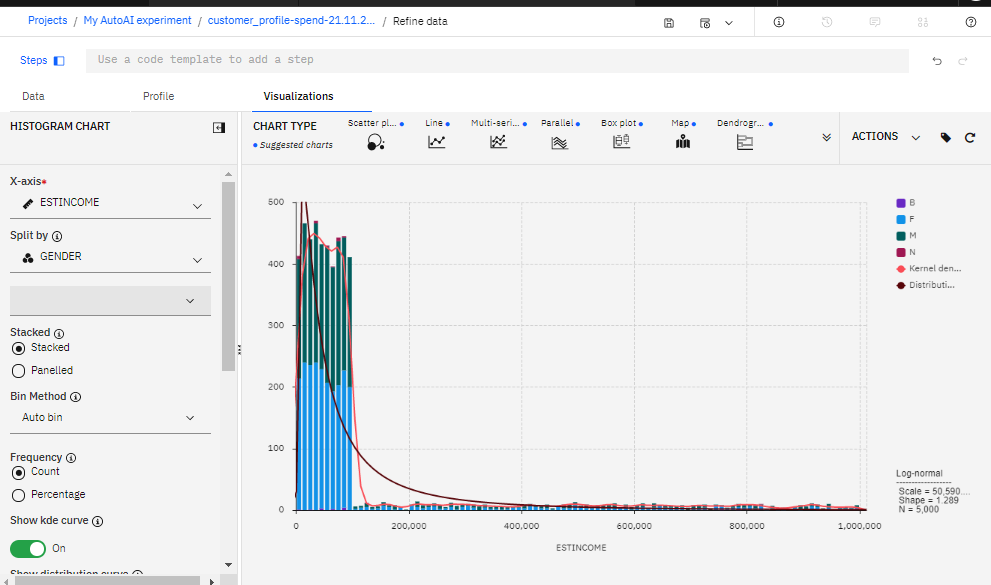 Projects / My AutoAI experiment / customer_profile-spend-21.11.2... / Refine data
Steps Use a code template to add a step
Data Profile Visualizations
HISTOGRAM CHART
X-axis*
ESTINCOME
Split by
GENDER
Stacked
Stacked
Panelled
Bin Method
Auto bin
Frequency
Count
Percentage
Show kde curve
On
Show distribution curve
CHART TYPE
Suggested charts
Scatter pl... Line Multi-seri... Parallel Box plot Map Dendrogr...
ACTIONS
500
400
300
200
100
0
0 200,000 400,000 600,000 800,000 1,000,000
ESTINCOME
B
F
M
N
Kernel den...
Distributi...
Log-normal
--------------------
Scale = 50,590....
Shape = 1.289
N = 5,000